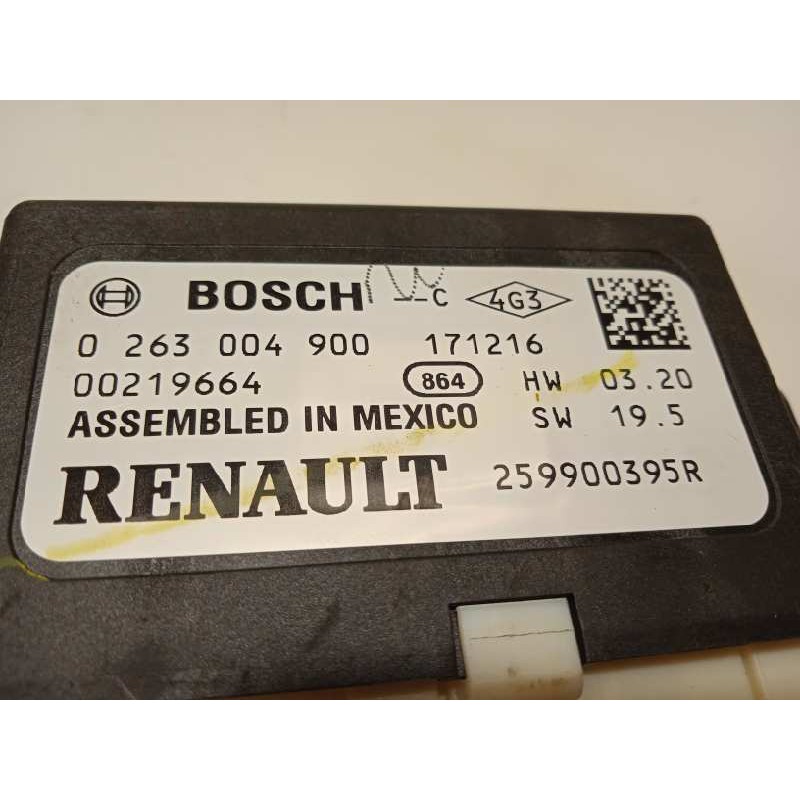 BOSCH --C 4G3
0 263 004 900 171216
00219664 864 HW 03.20
ASSEMBLED IN MEXICO SW 19.5
RENAULT 259900395R